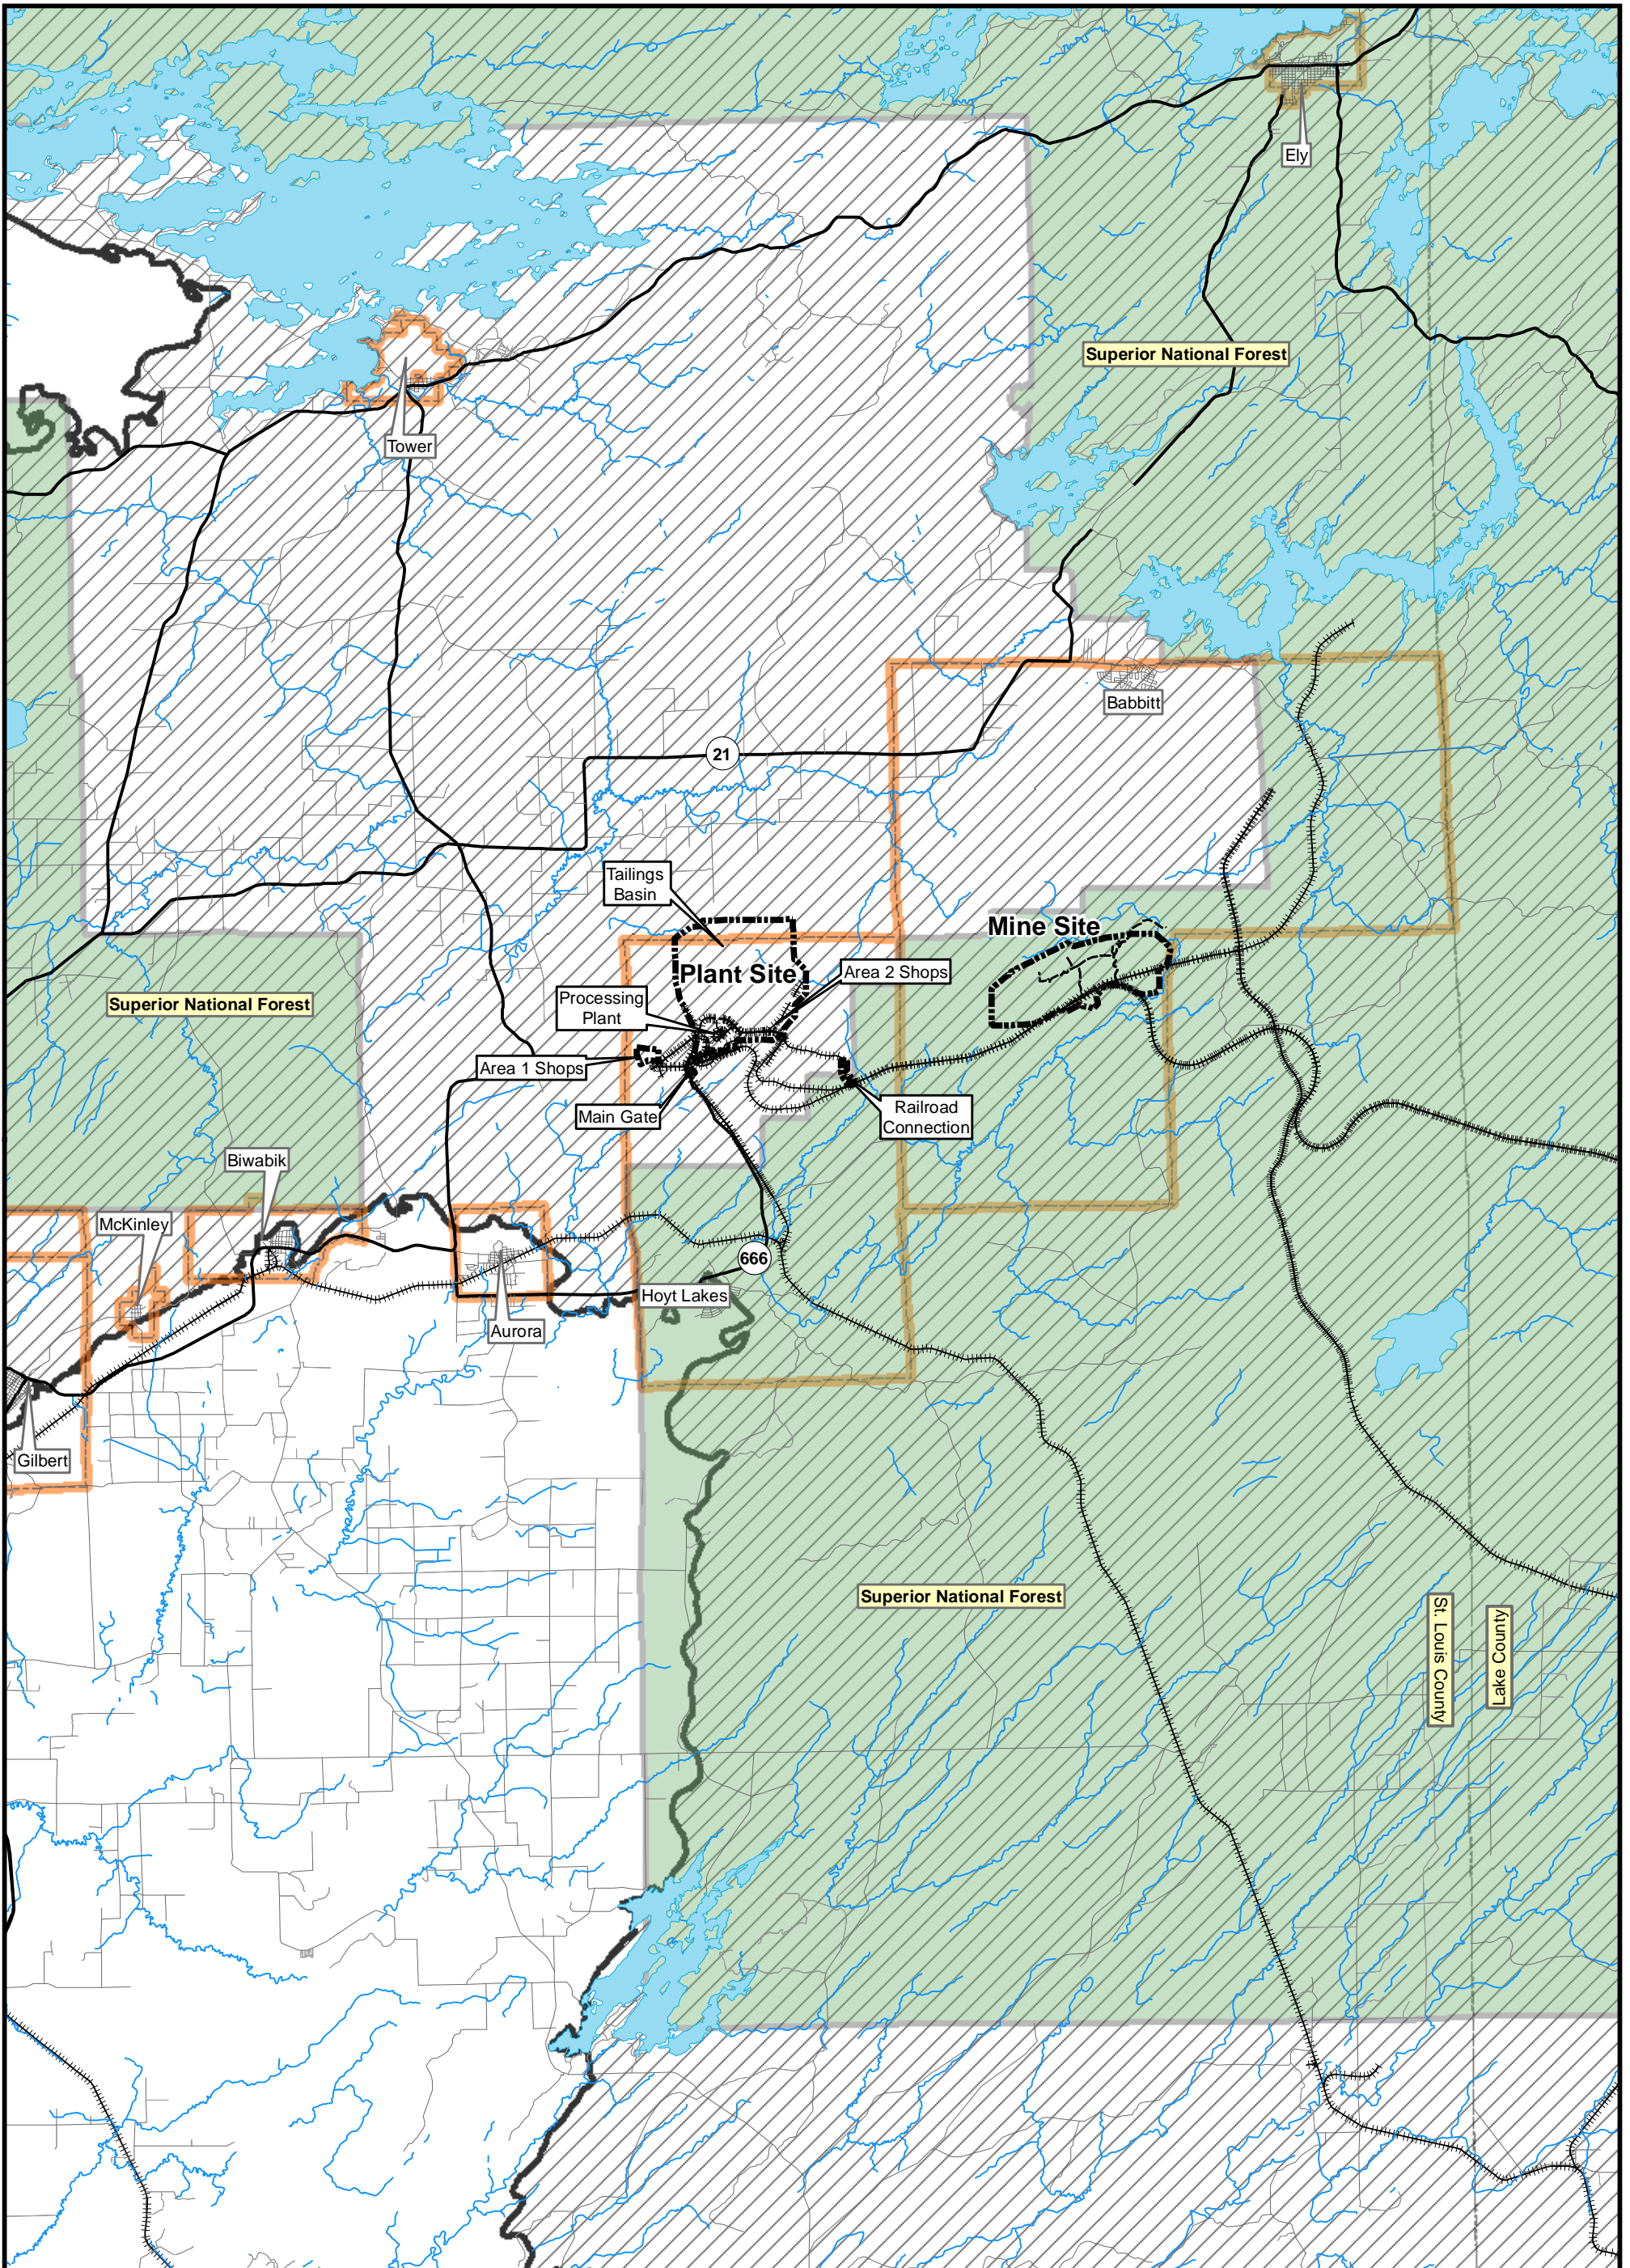 Ely
Superior National Forest
Tower
Babbitt
21
Tailings
Basin
Mine Site
Plant Site
Area 2 Shops
Processing
Plant
Superior National Forest
Area 1 Shops
Main Gate
Railroad
Connection
Biwabik
McKinley
666
Hoyt Lakes
Aurora
Gilbert
Superior National Forest
St. Louis County
Lake County